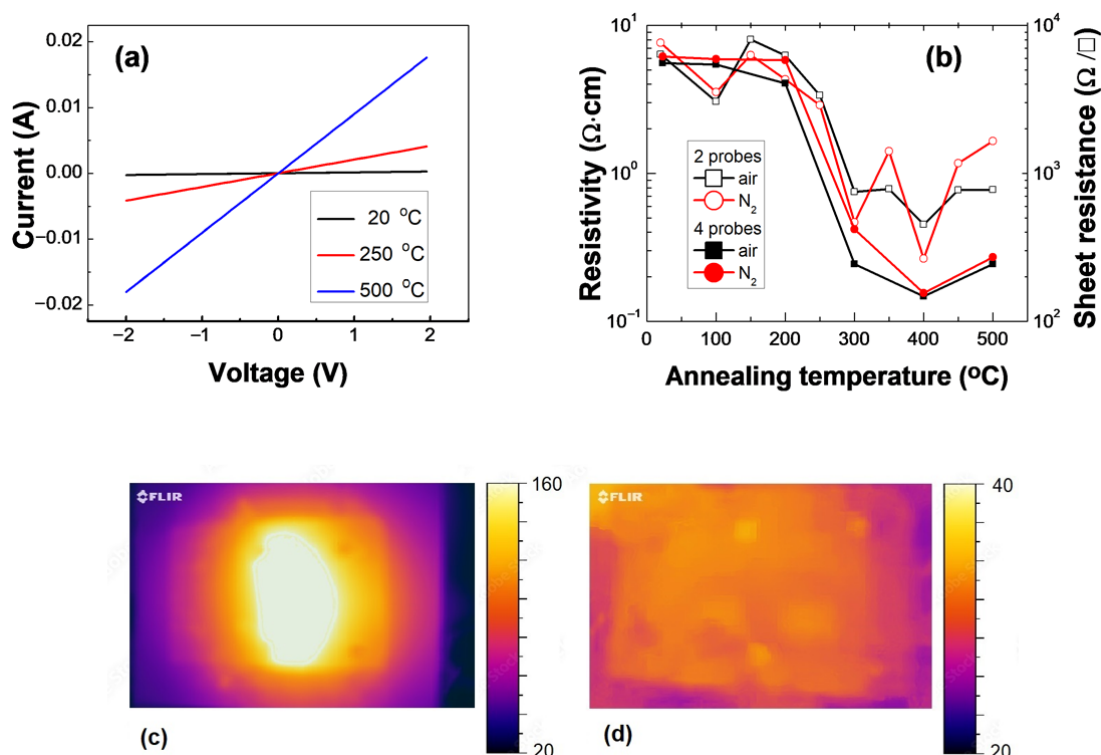 (a)
0.02
0.01
0.00
−0.01
−0.02
Current (A)
−2
−1
0
1
2
Voltage (V)
20 °C
250 °C
500 °C
(b)
10¹
10⁰
10⁻¹
Resistivity (Ω·cm)
10⁴
10³
10²
Sheet resistance (Ω/□)
2 probes
air
N₂
4 probes
air
N₂
0
100
200
300
400
500
Annealing temperature (°C)
FLIR
160
20
(c)
FLIR
40
20
(d)